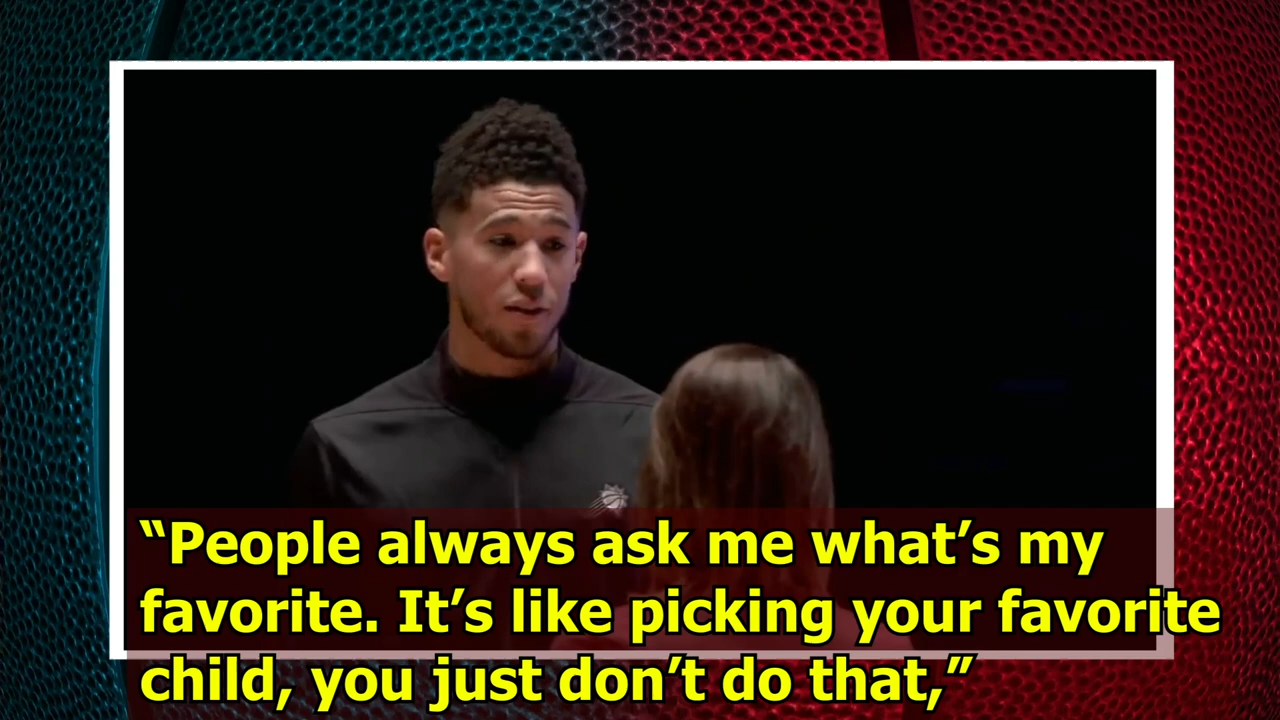 “People always ask me what’s my
favorite. It’s like picking your favorite
child, you just don’t do that,”